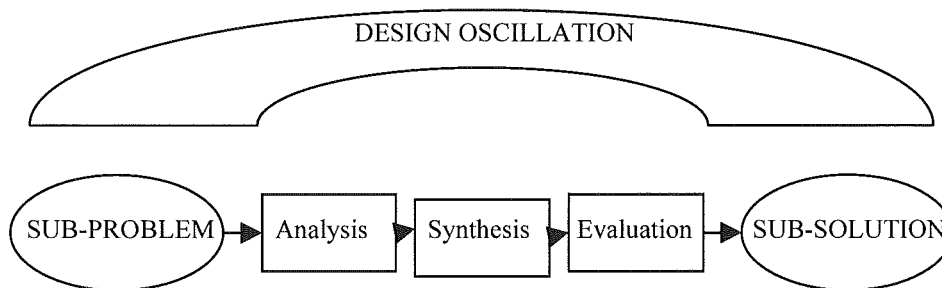 DESIGN OSCILLATION
SUB-PROBLEM Analysis Synthesis Evaluation SUB-SOLUTION